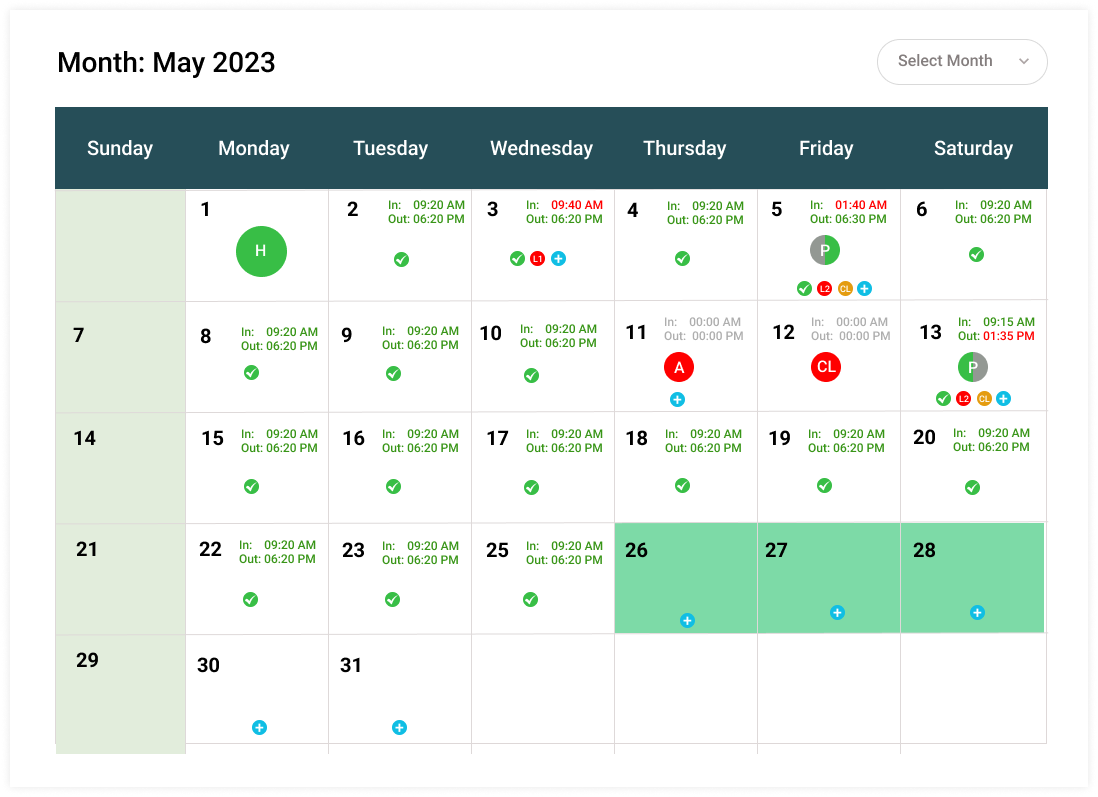 Month: May 2023
Select Month
Sunday Monday Tuesday Wednesday Thursday Friday Saturday
1
H
2
In: 09:20 AM
Out: 06:20 PM
3
In: 09:40 AM
Out: 06:20 PM
L1
4
In: 09:20 AM
Out: 06:20 PM
5
In: 01:40 AM
Out: 06:30 PM
P
L2 CL
6
In: 09:20 AM
Out: 06:20 PM
7
8
In: 09:20 AM
Out: 06:20 PM
9
In: 09:20 AM
Out: 06:20 PM
10
In: 09:20 AM
Out: 06:20 PM
11
In: 00:00 AM
Out: 00:00 PM
A
12
In: 00:00 AM
Out: 00:00 PM
CL
13
In: 09:15 AM
Out: 01:35 PM
P
L2 CL
14
15
In: 09:20 AM
Out: 06:20 PM
16
In: 09:20 AM
Out: 06:20 PM
17
In: 09:20 AM
Out: 06:20 PM
18
In: 09:20 AM
Out: 06:20 PM
19
In: 09:20 AM
Out: 06:20 PM
20
In: 09:20 AM
Out: 06:20 PM
21
22
In: 09:20 AM
Out: 06:20 PM
23
In: 09:20 AM
Out: 06:20 PM
25
In: 09:20 AM
Out: 06:20 PM
26
27
28
29
30
31